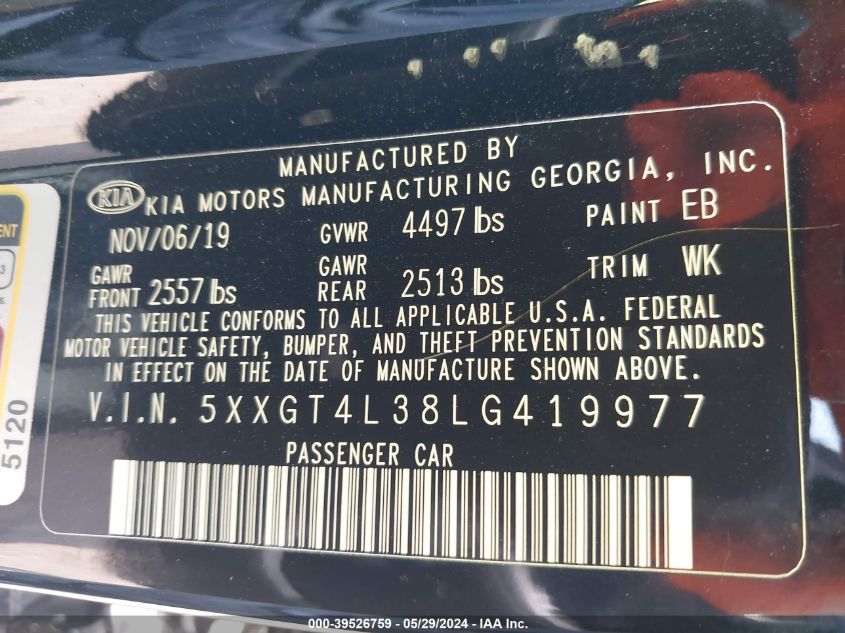 MANUFACTURED BY
KIA KIA MOTORS MANUFACTURING GEORGIA, INC.
NOV/06/19 GVWR 4497 lbs PAINT EB
GAWR FRONT 2557 lbs GAWR REAR 2513 lbs TRIM WK
THIS VEHICLE CONFORMS TO ALL APPLICABLE U.S.A. FEDERAL
MOTOR VEHICLE SAFETY, BUMPER, AND THEFT PREVENTION STANDARDS
IN EFFECT ON THE DATE OF MANUFACTURE SHOWN ABOVE.
V.I.N. 5XXGT4L38LG419977
PASSENGER CAR
5120
000-39526759 - 05/29/2024 - IAA Inc.